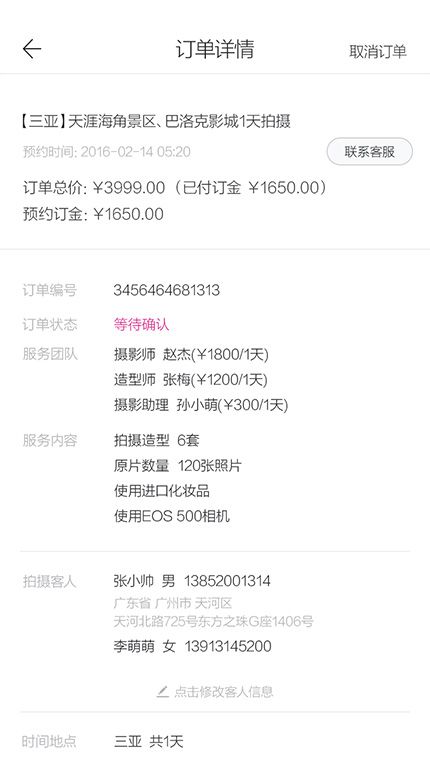 订单详情
取消订单
【三亚】天涯海角景区、巴洛克影城1天拍摄
预约时间: 2016-02-14 05:20
联系客服
订单总价: ¥3999.00（已付订金 ¥1650.00）
预约订金: ¥1650.00
订单编号 3456464681313
订单状态 等待确认
服务团队 摄影师 赵杰(¥1800/1天)
造型师 张梅(¥1200/1天)
摄影助理 孙小萌(¥300/1天)
服务内容 拍摄造型 6套
原片数量 120张照片
使用进口化妆品
使用EOS 500相机
拍摄客人 张小帅 男 13852001314
广东省 广州市 天河区
天河北路725号东方之珠G座1406号
李萌萌 女 13913145200
点击修改客人信息
时间地点 三亚 共1天